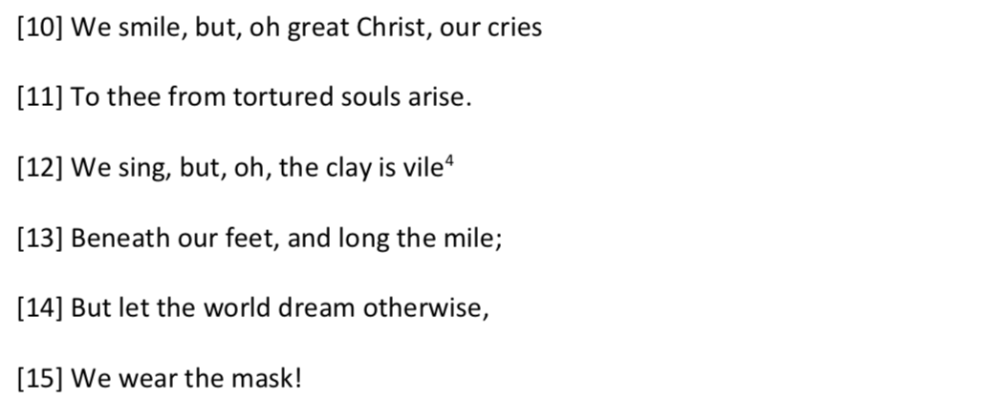 [10] We smile, but, oh great Christ, our cries
[11] To thee from tortured souls arise.
[12] We sing, but, oh, the clay is vile⁴
[13] Beneath our feet, and long the mile;
[14] But let the world dream otherwise,
[15] We wear the mask!